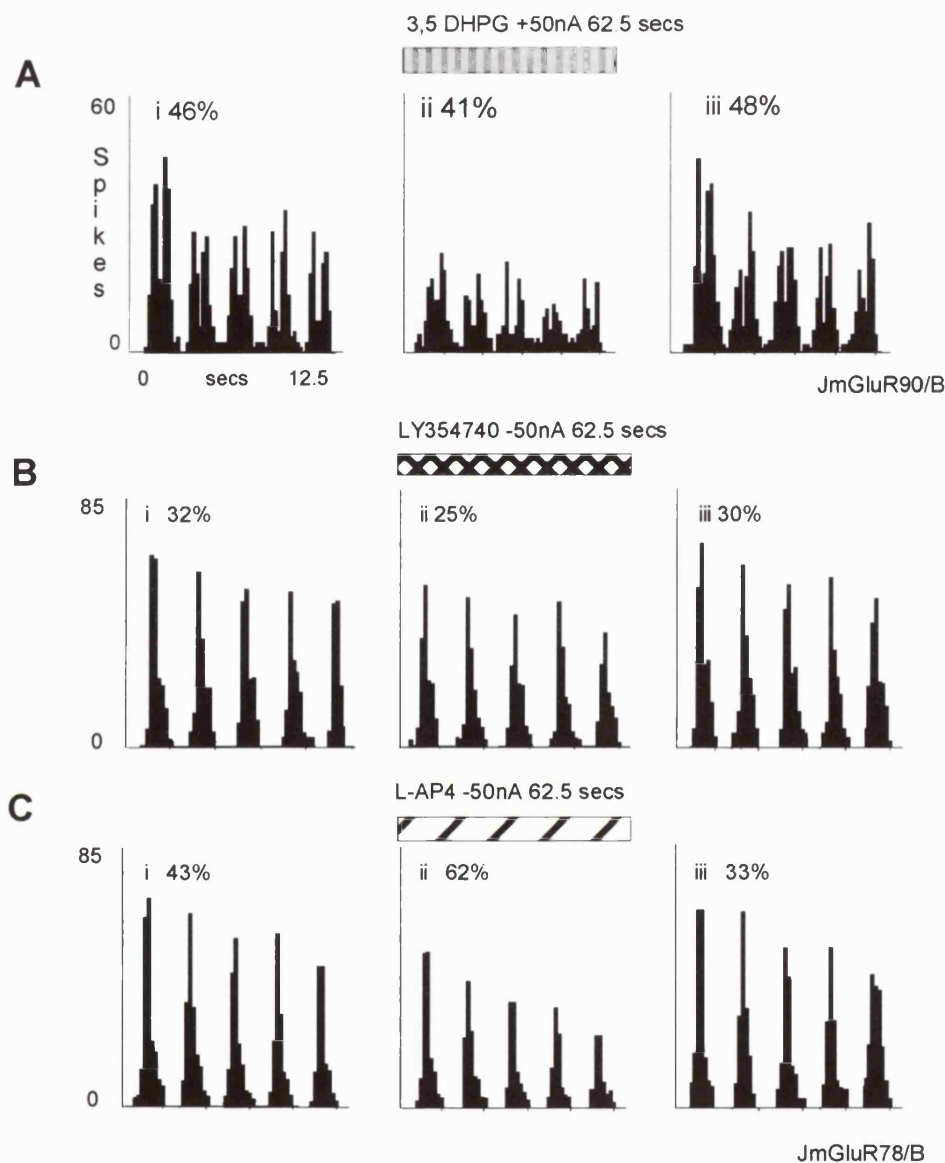 3,5 DHPG +50nA 62.5 secs
A
60
i 46%
ii 41%
iii 48%
Spikes
0
0 secs 12.5
JmGluR90/B
LY354740 -50nA 62.5 secs
B
85
i 32%
ii 25%
iii 30%
0
L-AP4 -50nA 62.5 secs
C
85
i 43%
ii 62%
iii 33%
0
JmGluR78/B